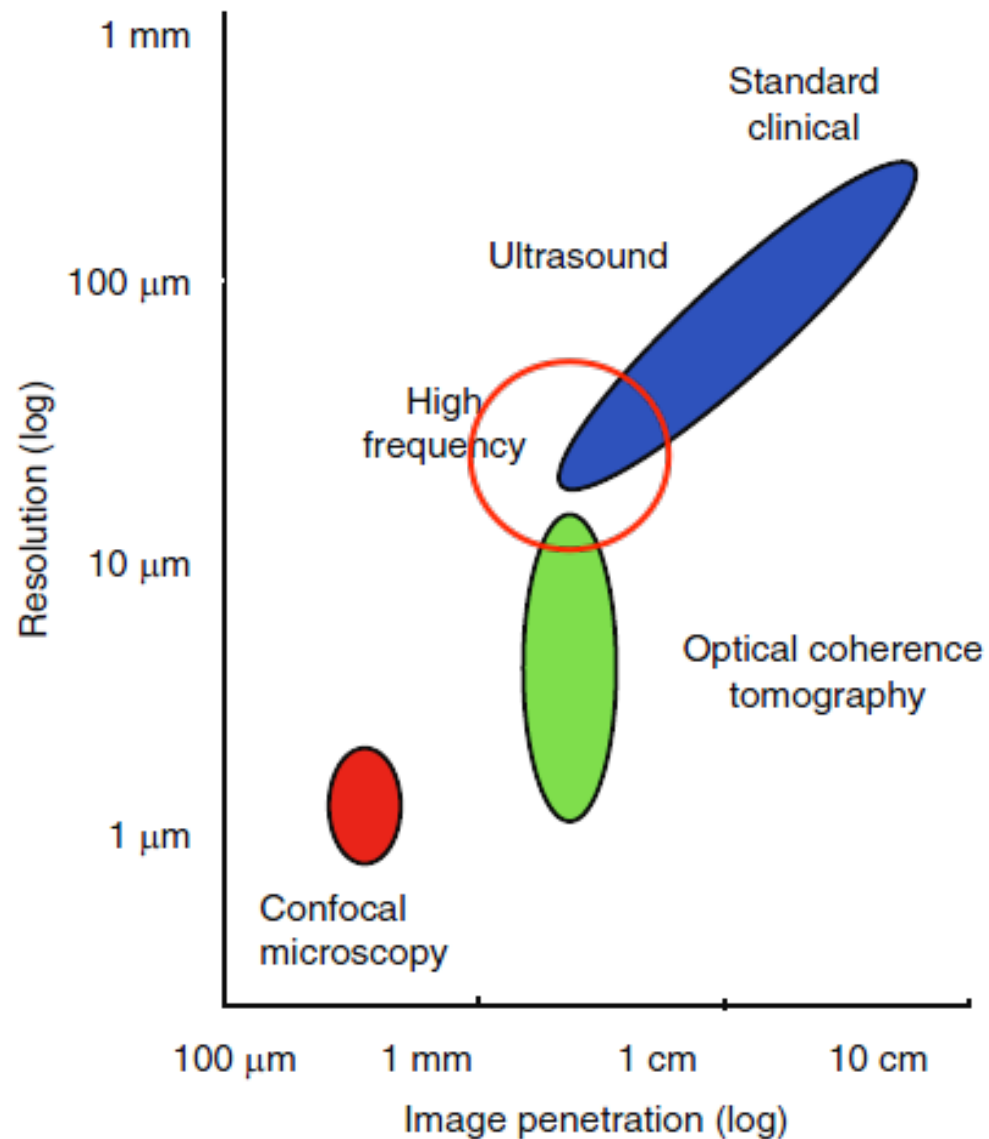 1 mm
Standard
clinical
Ultrasound
100 μm
High
frequency
Resolution (log)
10 μm
Optical coherence
tomography
1 μm
Confocal
microscopy
100 μm 1 mm 1 cm 10 cm
Image penetration (log)